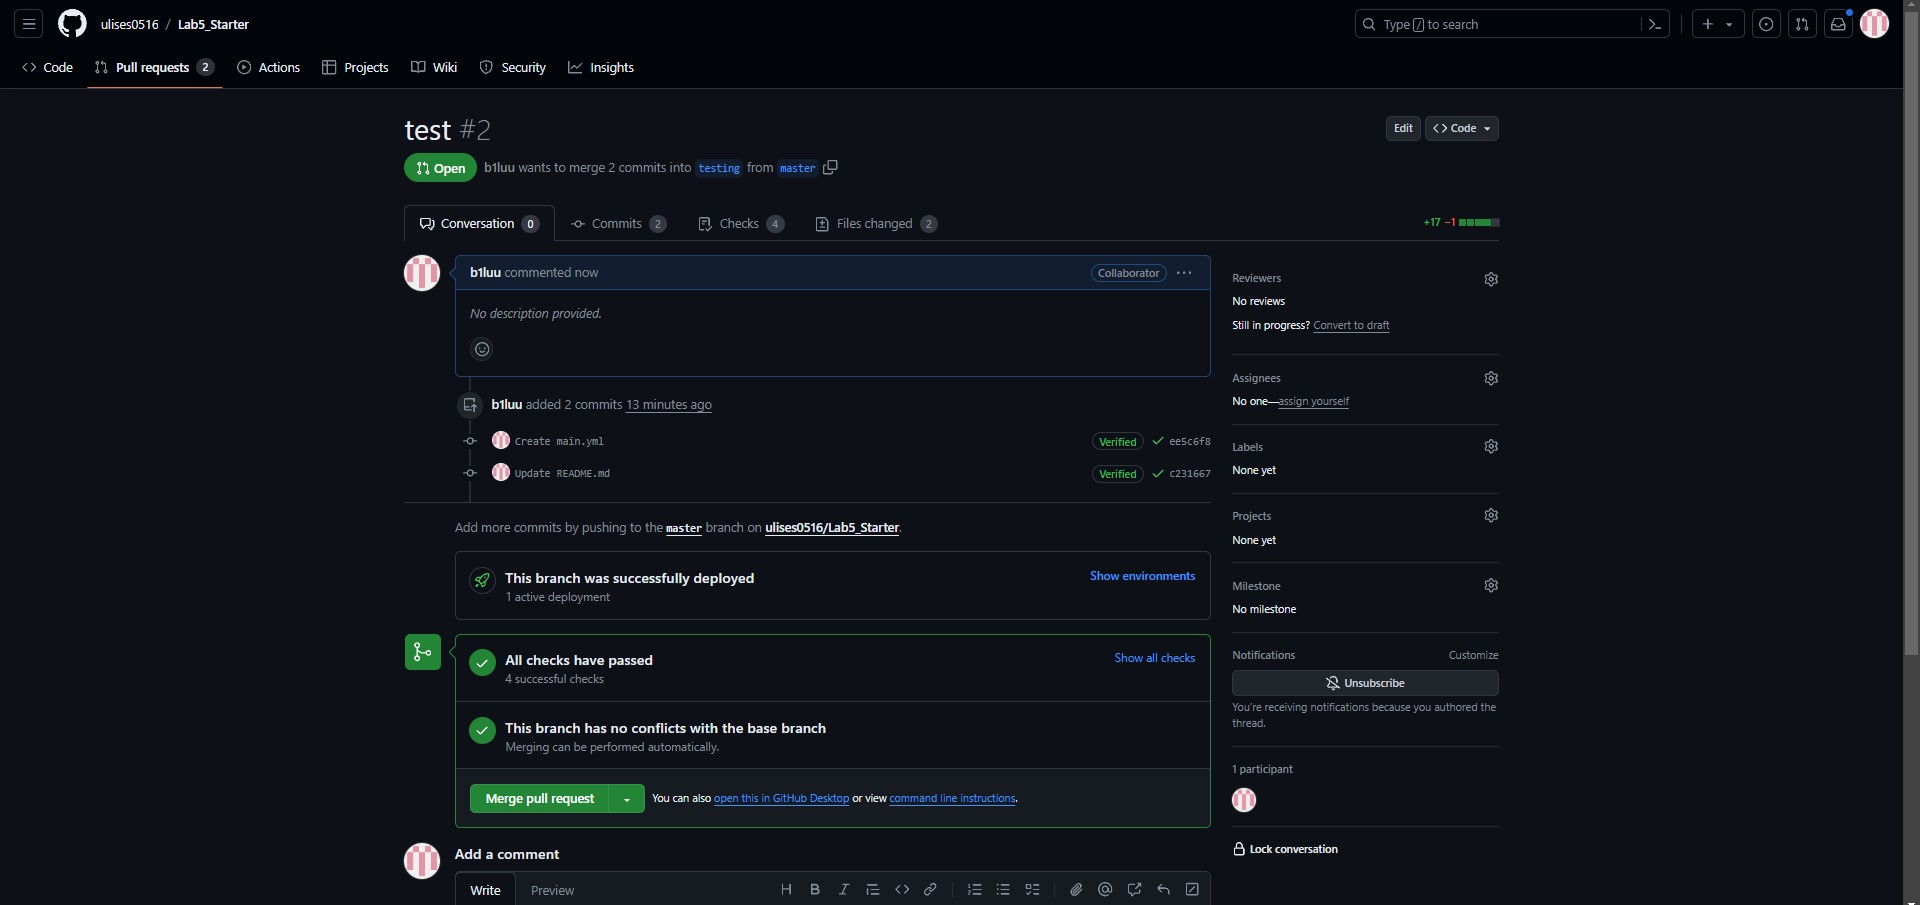 ulises0516 / Lab5_Starter
Type / to search
Code
Pull requests 2
Actions
Projects
Wiki
Security
Insights
test #2
Edit
Code
Open
b1luu wants to merge 2 commits into testing from master
Conversation 0
Commits 2
Checks 4
Files changed 2
+17 −1
b1luu commented now
Collaborator
No description provided.
b1luu added 2 commits 13 minutes ago
Create main.yml
Verified
ee5c6f8
Update README.md
Verified
c231667
Add more commits by pushing to the master branch on ulises0516/Lab5_Starter.
This branch was successfully deployed
1 active deployment
Show environments
All checks have passed
4 successful checks
Show all checks
This branch has no conflicts with the base branch
Merging can be performed automatically.
Merge pull request
You can also open this in GitHub Desktop or view command line instructions.
Add a comment
Write
Preview
Reviewers
No reviews
Still in progress? Convert to draft
Assignees
No one—assign yourself
Labels
None yet
Projects
None yet
Milestone
No milestone
Notifications
Customize
Unsubscribe
You're receiving notifications because you authored the
thread.
1 participant
Lock conversation